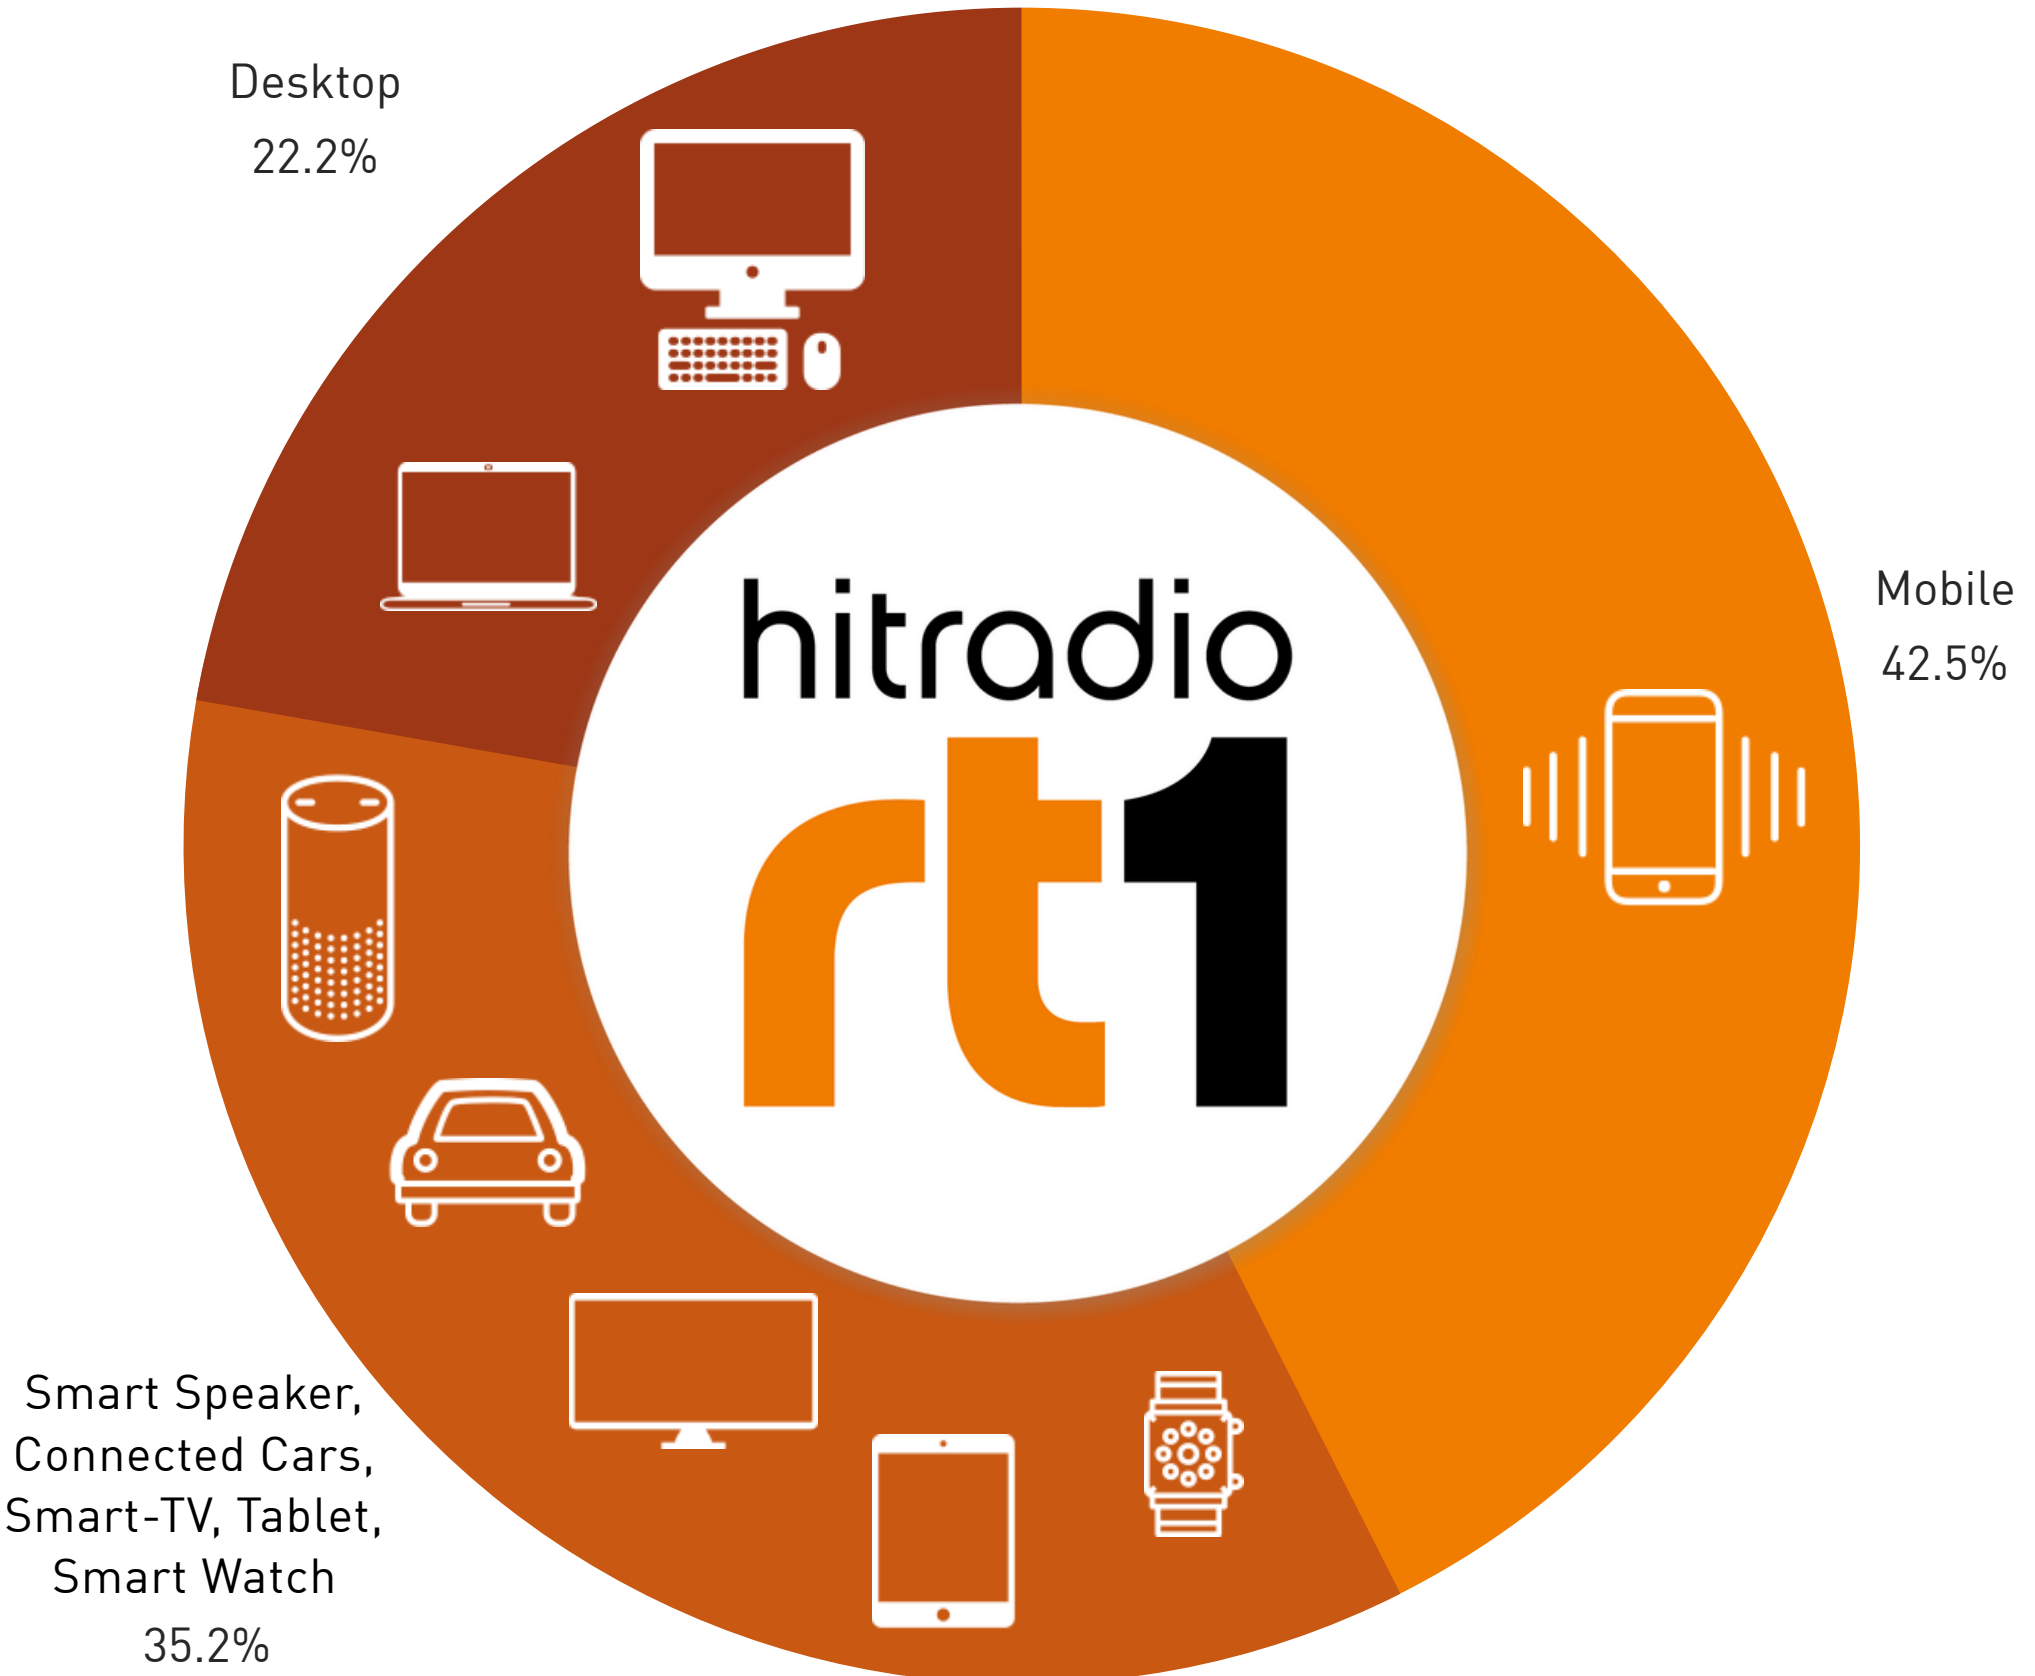 Desktop
22.2%
Mobile
42.5%
hitradio
rt1
Smart Speaker,
Connected Cars,
Smart-TV, Tablet,
Smart Watch
35.2%